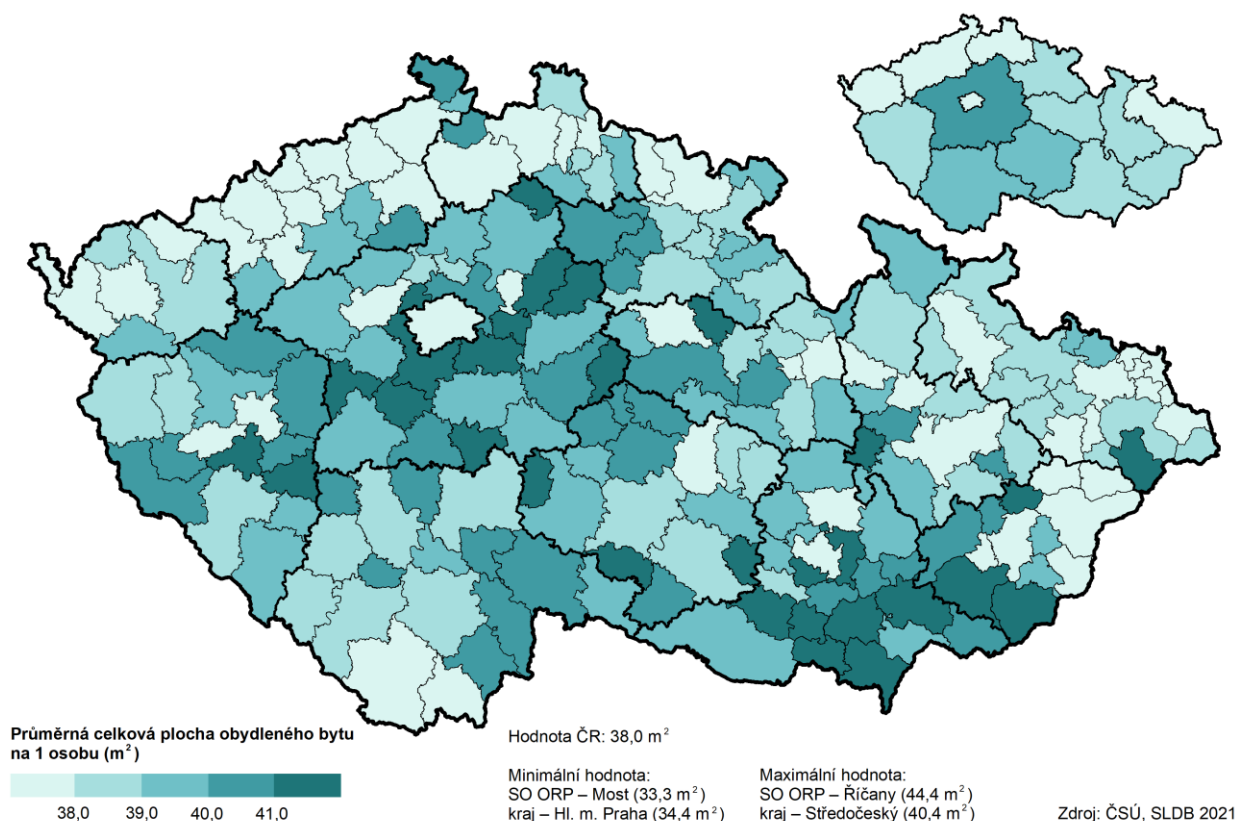 Průměrná celková plocha obydleného bytu
na 1 osobu (m²)
38,0 39,0 40,0 41,0
Hodnota ČR: 38,0 m²
Minimální hodnota:
SO ORP – Most (33,3 m²)
kraj – Hl. m. Praha (34,4 m²)
Maximální hodnota:
SO ORP – Říčany (44,4 m²)
kraj – Středočeský (40,4 m²)
Zdroj: ČSÚ, SLDB 2021